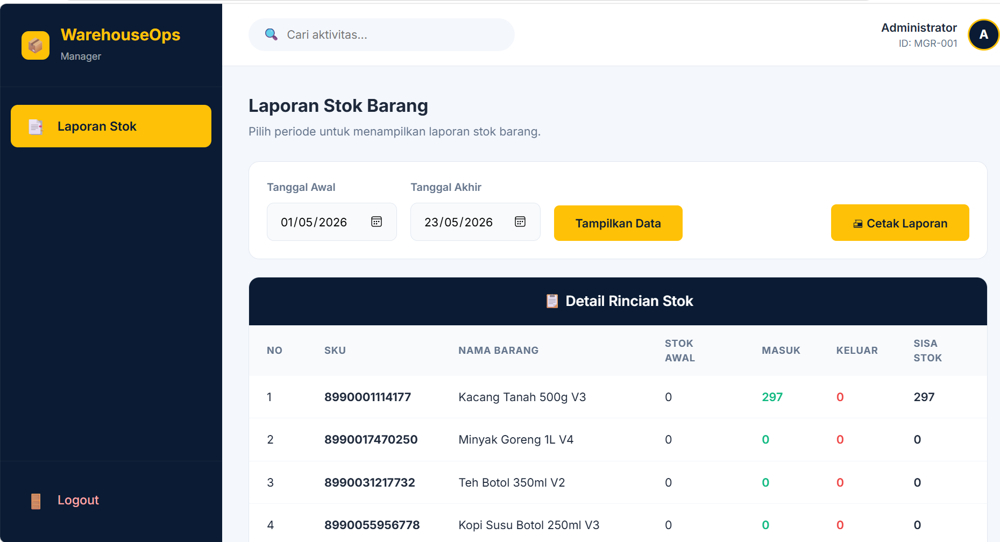 WarehouseOps
Manager
Cari aktivitas...
Administrator
ID: MGR-001
A
Laporan Stok
Logout
Laporan Stok Barang
Pilih periode untuk menampilkan laporan stok barang.
Tanggal Awal
Tanggal Akhir
01/05/2026
23/05/2026
Tampilkan Data
Cetak Laporan
Detail Rincian Stok
NO SKU NAMA BARANG STOK AWAL MASUK KELUAR SISA STOK
1 8990001114177 Kacang Tanah 500g V3 0 297 0 297
2 8990017470250 Minyak Goreng 1L V4 0 0 0 0
3 8990031217732 Teh Botol 350ml V2 0 0 0 0
4 8990055956778 Kopi Susu Botol 250ml V3 0 0 0 0